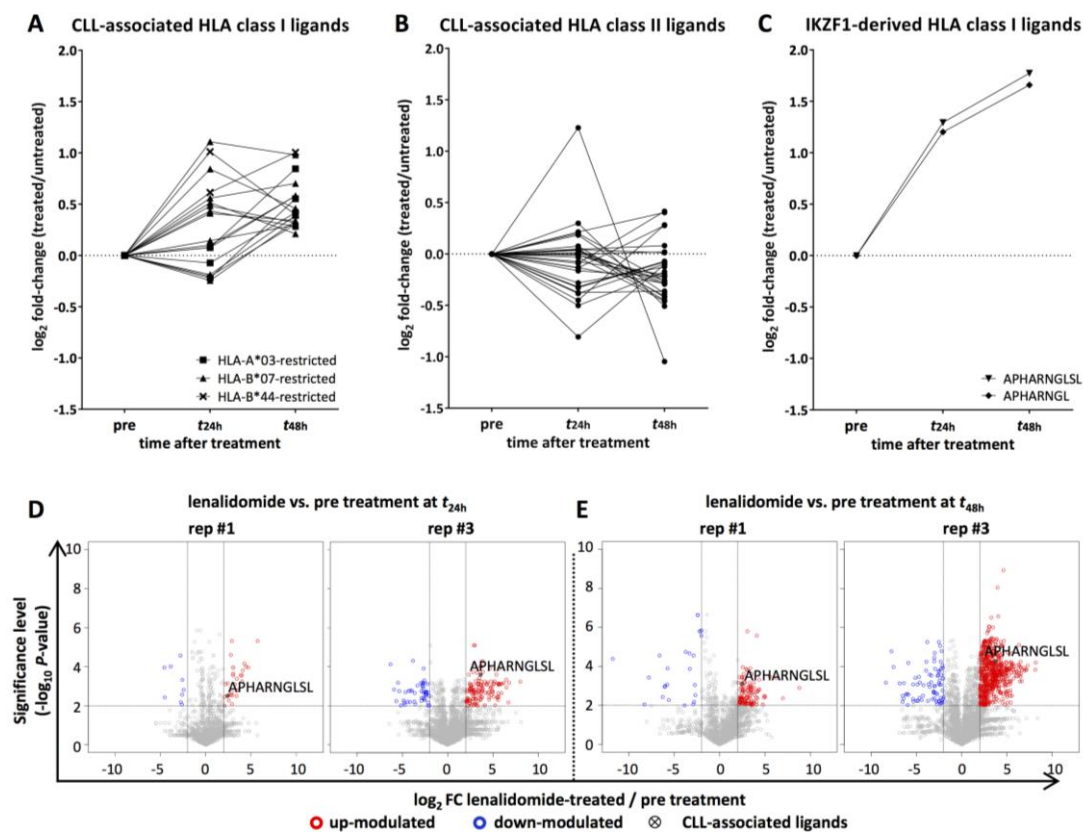 A CLL-associated HLA class I ligands
B CLL-associated HLA class II ligands
C IKZF1-derived HLA class I ligands
log2 fold-change (treated/untreated)
2.0
1.5
1.0
0.5
0.0
-0.5
-1.0
-1.5
HLA-A*03-restricted
HLA-B*07-restricted
HLA-B*44-restricted
pre t24h t48h
time after treatment
log2 fold-change (treated/untreated)
2.0
1.5
1.0
0.5
0.0
-0.5
-1.0
-1.5
pre t24h t48h
time after treatment
log2 fold-change (treated/untreated)
2.0
1.5
1.0
0.5
0.0
-0.5
-1.0
-1.5
APHARNGLSL
APHARNGL
pre t24h t48h
time after treatment
D lenalidomide vs. pre treatment at t24h
rep #1 rep #3
E lenalidomide vs. pre treatment at t48h
rep #1 rep #3
Significance level
(-log10 P-value)
10
8
6
4
2
0
APHARNGLSL
APHARNGLSL
10
8
6
4
2
0
APHARNGLSL
APHARNGLSL
-10 -5 0 5 10
-10 -5 0 5 10
-10 -5 0 5 10
-10 -5 0 5 10
log2 FC lenalidomide-treated / pre treatment
up-modulated down-modulated CLL-associated ligands